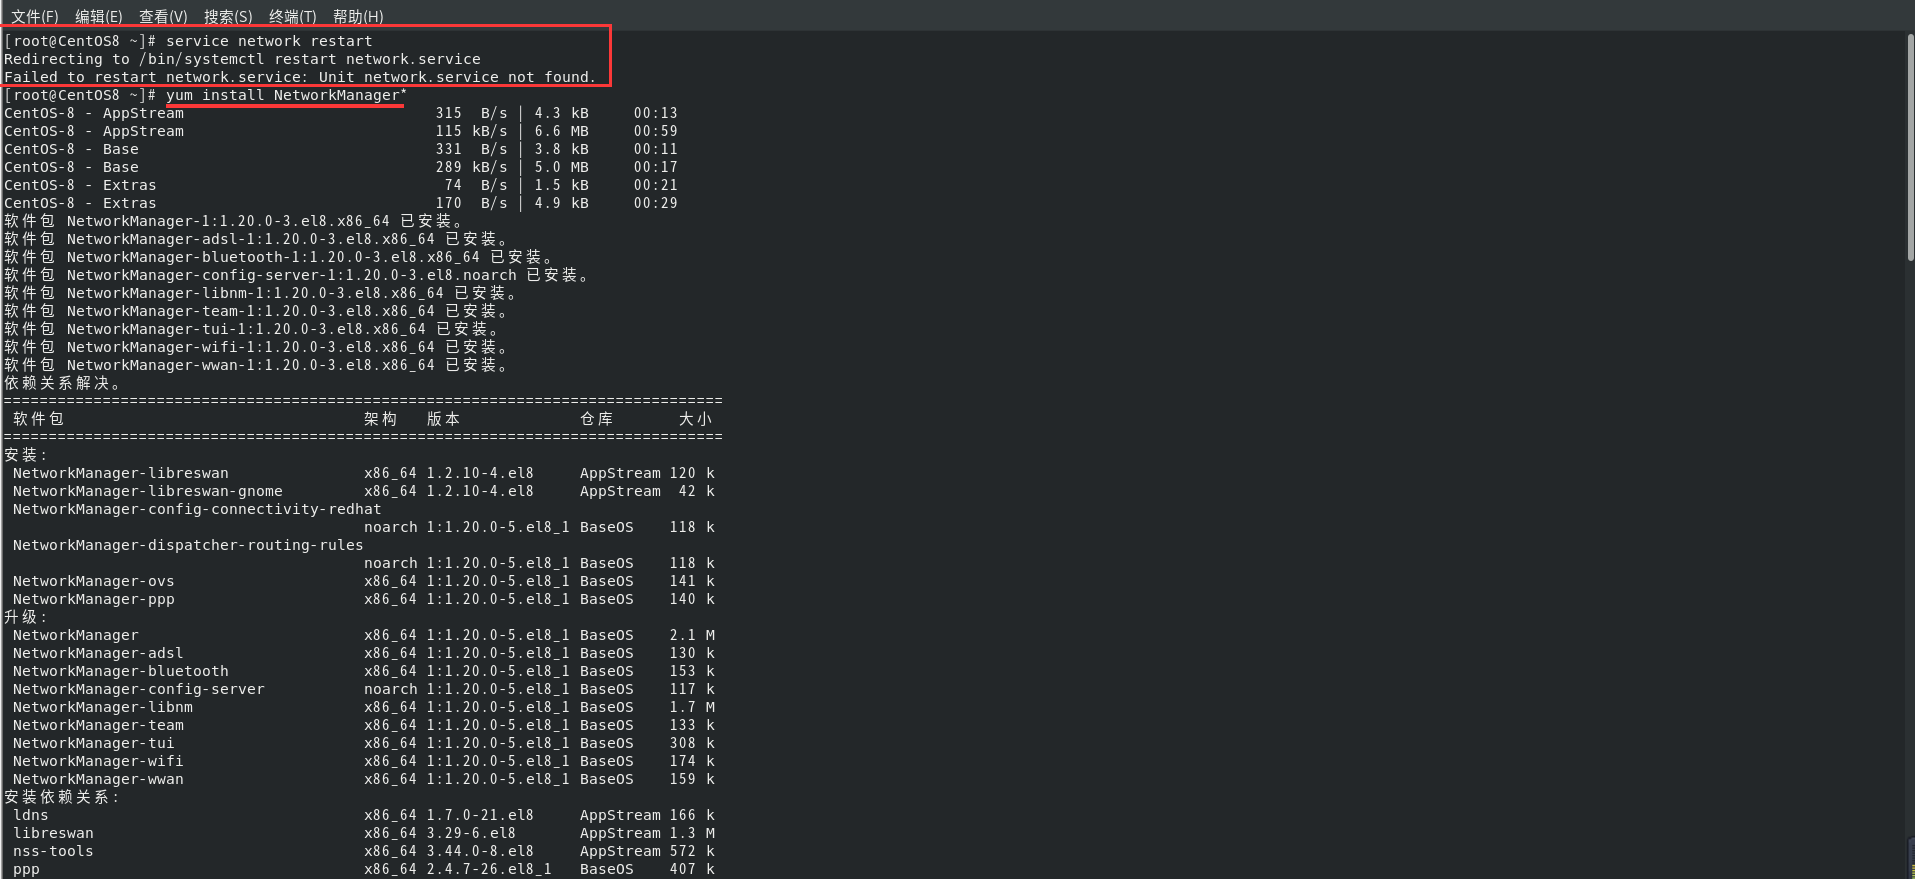 文件(F) 编辑(E) 查看(V) 搜索(S) 终端(T) 帮助(H)
[root@CentOS8 ~]# service network restart
Redirecting to /bin/systemctl restart network.service
Failed to restart network.service: Unit network.service not found.
[root@CentOS8 ~]# yum install NetworkManager*
CentOS-8 - AppStream 315 B/s | 4.3 kB 00:13
CentOS-8 - AppStream 115 kB/s | 6.6 MB 00:59
CentOS-8 - Base 331 B/s | 3.8 kB 00:11
CentOS-8 - Base 289 kB/s | 5.0 MB 00:17
CentOS-8 - Extras 74 B/s | 1.5 kB 00:21
CentOS-8 - Extras 170 B/s | 4.9 kB 00:29
软件包 NetworkManager-1:1.20.0-3.el8.x86_64 已安装。
软件包 NetworkManager-adsl-1:1.20.0-3.el8.x86_64 已安装。
软件包 NetworkManager-bluetooth-1:1.20.0-3.el8.x86_64 已安装。
软件包 NetworkManager-config-server-1:1.20.0-3.el8.noarch 已安装。
软件包 NetworkManager-libnm-1:1.20.0-3.el8.x86_64 已安装。
软件包 NetworkManager-team-1:1.20.0-3.el8.x86_64 已安装。
软件包 NetworkManager-tui-1:1.20.0-3.el8.x86_64 已安装。
软件包 NetworkManager-wifi-1:1.20.0-3.el8.x86_64 已安装。
软件包 NetworkManager-wwan-1:1.20.0-3.el8.x86_64 已安装。
依赖关系解决。
================================================================================
软件包 架构 版本 仓库 大小
================================================================================
安装:
NetworkManager-libreswan x86_64 1.2.10-4.el8 AppStream 120 k
NetworkManager-libreswan-gnome x86_64 1.2.10-4.el8 AppStream 42 k
NetworkManager-config-connectivity-redhat
noarch 1:1.20.0-5.el8_1 BaseOS 118 k
NetworkManager-dispatcher-routing-rules
noarch 1:1.20.0-5.el8_1 BaseOS 118 k
NetworkManager-ovs x86_64 1:1.20.0-5.el8_1 BaseOS 141 k
NetworkManager-ppp x86_64 1:1.20.0-5.el8_1 BaseOS 140 k
升级:
NetworkManager x86_64 1:1.20.0-5.el8_1 BaseOS 2.1 M
NetworkManager-adsl x86_64 1:1.20.0-5.el8_1 BaseOS 130 k
NetworkManager-bluetooth x86_64 1:1.20.0-5.el8_1 BaseOS 153 k
NetworkManager-config-server noarch 1:1.20.0-5.el8_1 BaseOS 117 k
NetworkManager-libnm x86_64 1:1.20.0-5.el8_1 BaseOS 1.7 M
NetworkManager-team x86_64 1:1.20.0-5.el8_1 BaseOS 133 k
NetworkManager-tui x86_64 1:1.20.0-5.el8_1 BaseOS 308 k
NetworkManager-wifi x86_64 1:1.20.0-5.el8_1 BaseOS 174 k
NetworkManager-wwan x86_64 1:1.20.0-5.el8_1 BaseOS 159 k
安装依赖关系:
ldns x86_64 1.7.0-21.el8 AppStream 166 k
libreswan x86_64 3.29-6.el8 AppStream 1.3 M
nss-tools x86_64 3.44.0-8.el8 AppStream 572 k
ppp x86_64 2.4.7-26.el8_1 BaseOS 407 k